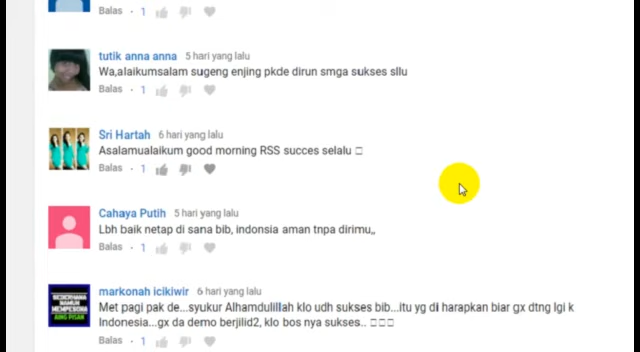 Balas · 1
tutik anna anna 5 hari yang lalu
Wa,alaikumsalam sugeng enjing pkde dirun smga sukses sllu
Balas · 1
Sri Hartah 6 hari yang lalu
Asalamualaikum good morning RSS succes selalu
Balas · 1
Cahaya Putih 5 hari yang lalu
Lbh baik netap di sana bib, indonsia aman tnpa dirimu,,
Balas · 1
markonah icikiwir 6 hari yang lalu
Met pagi pak de...syukur Alhamdulillah klo udh sukses bib...itu yg di harapkan biar gx dtng lgi k
Indonesia...gx da demo berjilid2, klo bos nya sukses..
Balas · 1